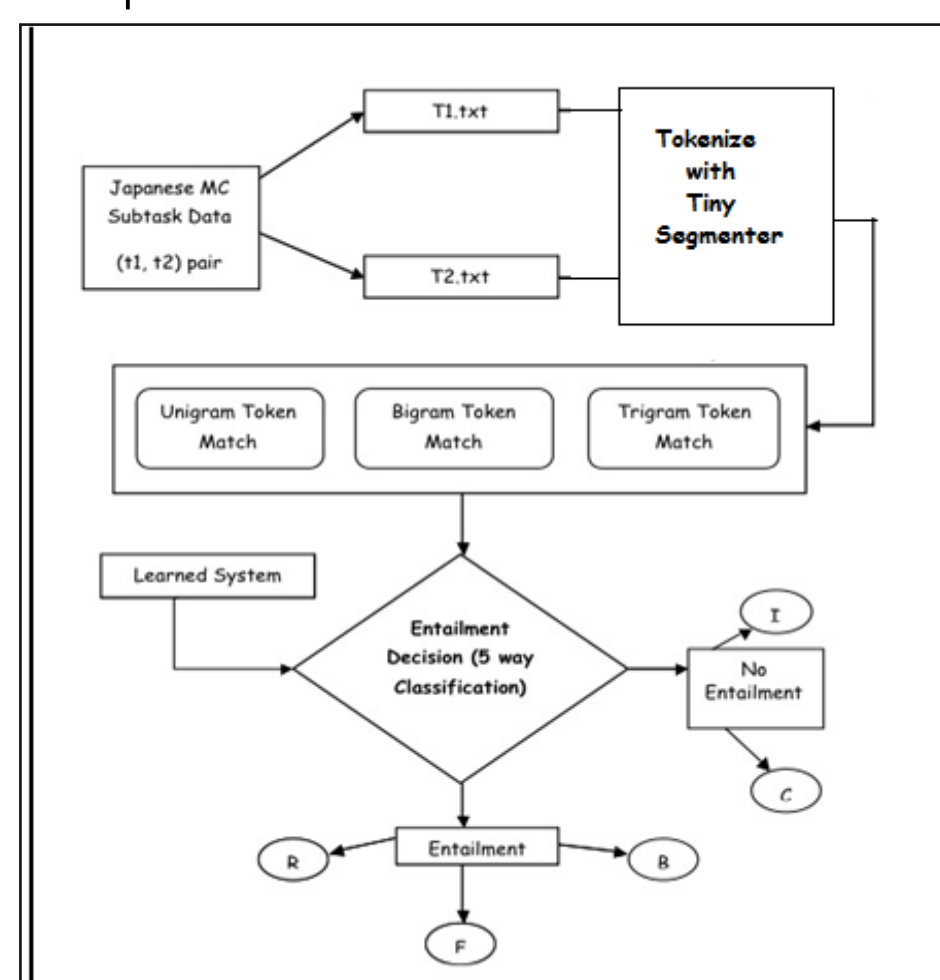 T1.txt
Japanese MC
Subtask Data
(t1, t2) pair
T2.txt
Tokenize
with
Tiny
Segmenter
Unigram Token
Match
Bigram Token
Match
Trigram Token
Match
Learned System
Entailment
Decision (5 way
Classification)
I
No
Entailment
C
Entailment
R
B
F